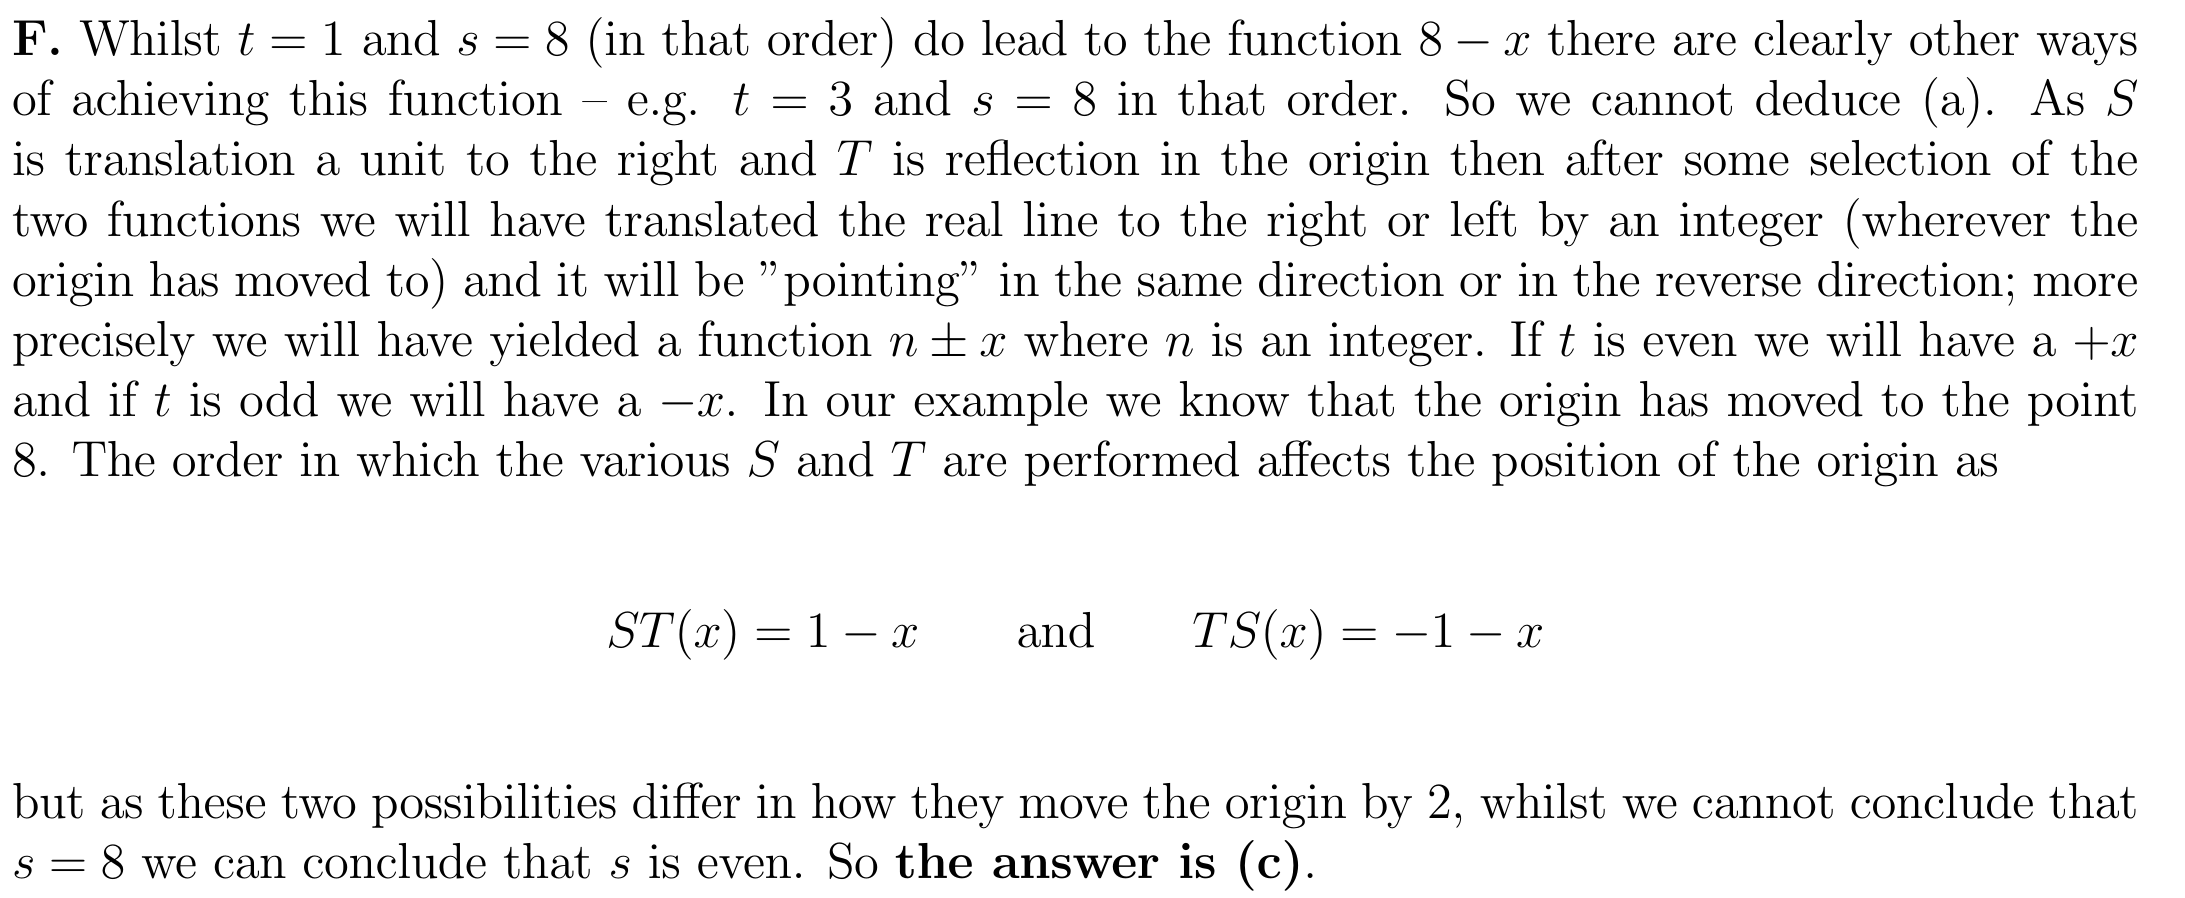 F. Whilst t = 1 and s = 8 (in that order) do lead to the function 8 − x there are clearly other ways
of achieving this function – e.g. t = 3 and s = 8 in that order. So we cannot deduce (a). As S
is translation a unit to the right and T is reflection in the origin then after some selection of the
two functions we will have translated the real line to the right or left by an integer (wherever the
origin has moved to) and it will be ”pointing” in the same direction or in the reverse direction; more
precisely we will have yielded a function n ± x where n is an integer. If t is even we will have a +x
and if t is odd we will have a −x. In our example we know that the origin has moved to the point
8. The order in which the various S and T are performed affects the position of the origin as
ST(x) = 1 − x and TS(x) = −1 − x
but as these two possibilities differ in how they move the origin by 2, whilst we cannot conclude that
s = 8 we can conclude that s is even. So the answer is (c).